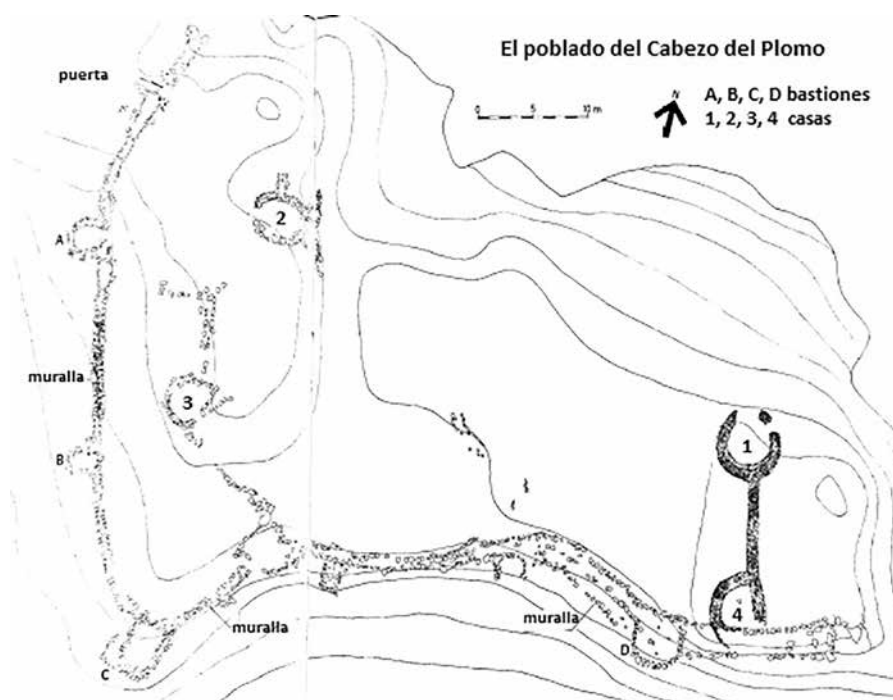 El poblado del Cabezo del Plomo
puerta
0 5 10 m
N
A, B, C, D bastiones
1, 2, 3, 4 casas
A
2
muralla
3
B
1
4
muralla
muralla
D
C